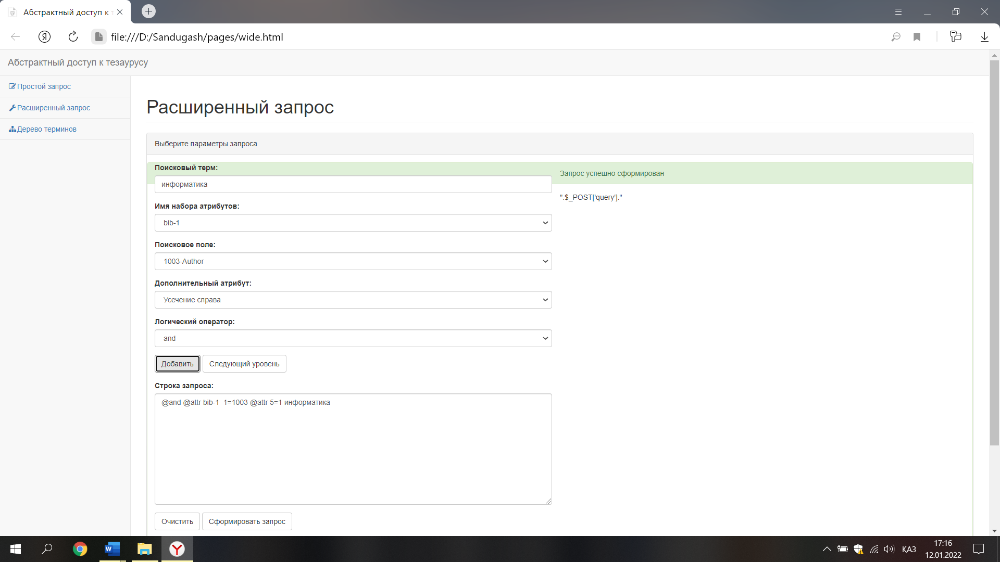 Абстрактный доступ к т
file:///D:/Sandugash/pages/wide.html
Абстрактный доступ к тезаурусу
Простой запрос
Расширенный запрос
Дерево терминов
Расширенный запрос
Выберите параметры запроса
Поисковый терм:
информатика
Имя набора атрибутов:
bib-1
Поисковое поле:
1003-Author
Дополнительный атрибут:
Усечение справа
Логический оператор:
and
Добавить Следующий уровень
Строка запроса:
@and @attr bib-1  1=1003 @attr 5=1 информатика
Очистить Сформировать запрос
Запрос успешно сформирован
".$_POST['query']."
ҚАЗ
17:16
12.01.2022